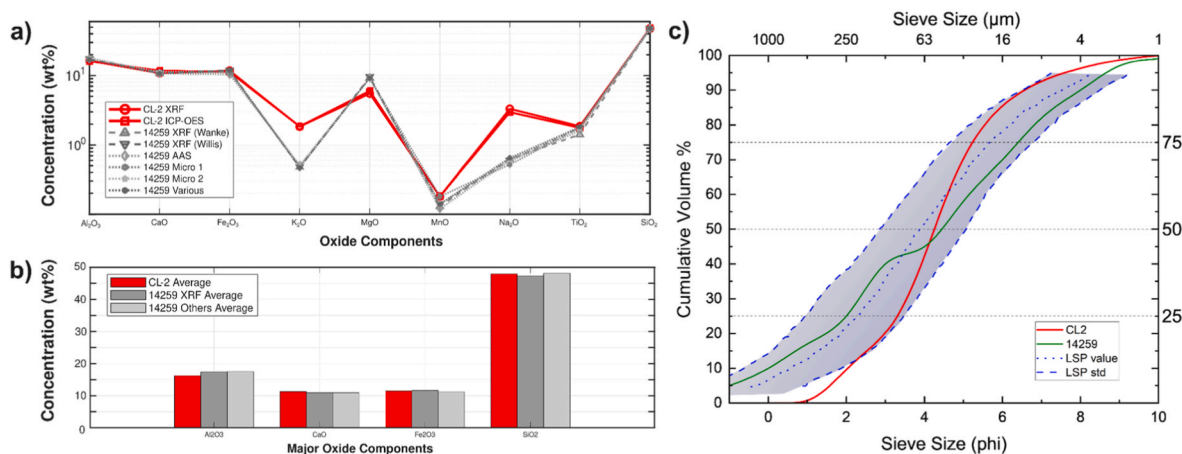 a)
Concentration (wt%)
10¹
10⁰
CL-2 XRF
CL-2 ICP-OES
14259 XRF (Wanke)
14259 XRF (Willis)
14259 AAS
14259 Micro 1
14259 Micro 2
14259 Various
Al₂O₃ CaO Fe₂O₃ K₂O MgO MnO Na₂O TiO₂ SiO₂
Oxide Components
b)
Concentration (wt%)
50
40
30
20
10
0
CL-2 Average
14259 XRF Average
14259 Others Average
Al2O3 CaO Fe2O3 SiO2
Major Oxide Components
c)
Sieve Size (µm)
1000 250 63 16 4 1
Cumulative Volume %
100
90
80
70
60
50
40
30
20
10
0
75
50
25
CL2
14259
LSP value
LSP std
0 2 4 6 8 10
Sieve Size (phi)